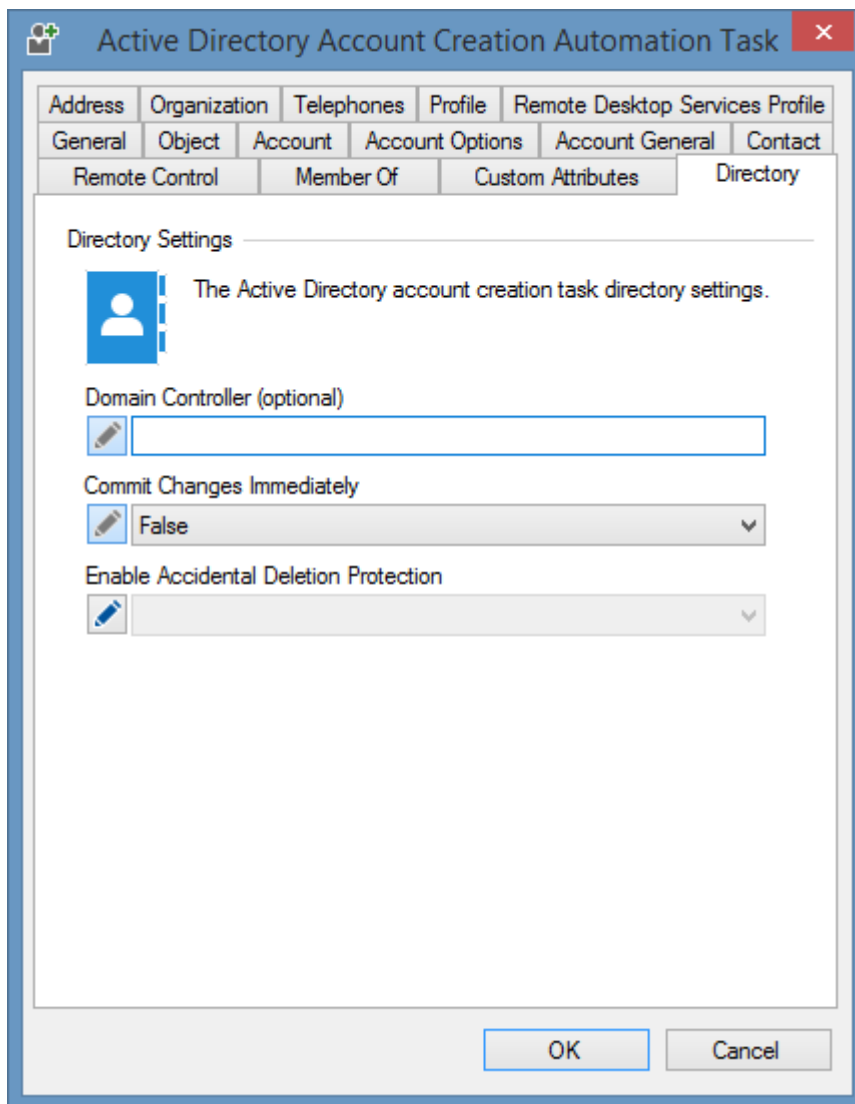 Active Directory Account Creation Automation Task
Address Organization Telephones Profile Remote Desktop Services Profile
General Object Account Account Options Account General Contact
Remote Control Member Of Custom Attributes Directory
Directory Settings
The Active Directory account creation task directory settings.
Domain Controller (optional)
Commit Changes Immediately
False
Enable Accidental Deletion Protection
OK Cancel